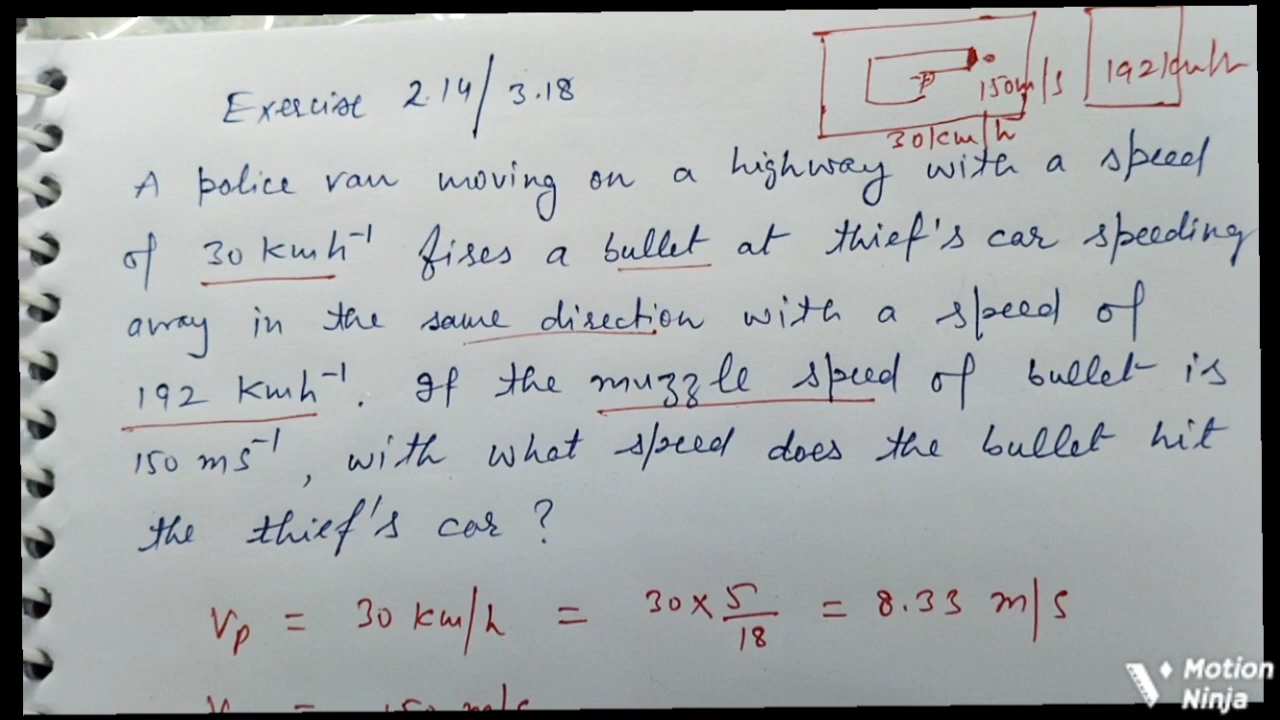 Exercise 2.14/3.18
150m/s
192km/h
30km/h
A police van moving on a highway with a speed
of 30 Kmh⁻¹ fires a bullet at thief's car speeding
away in the same direction with a speed of
192 Kmh⁻¹. If the muzzle speed of bullet is
150 ms⁻¹, with what speed does the bullet hit
the thief's car?
Vp = 30 km/h = 30 × 5/18 = 8.33 m/s
= 150 m/s
Motion
Ninja